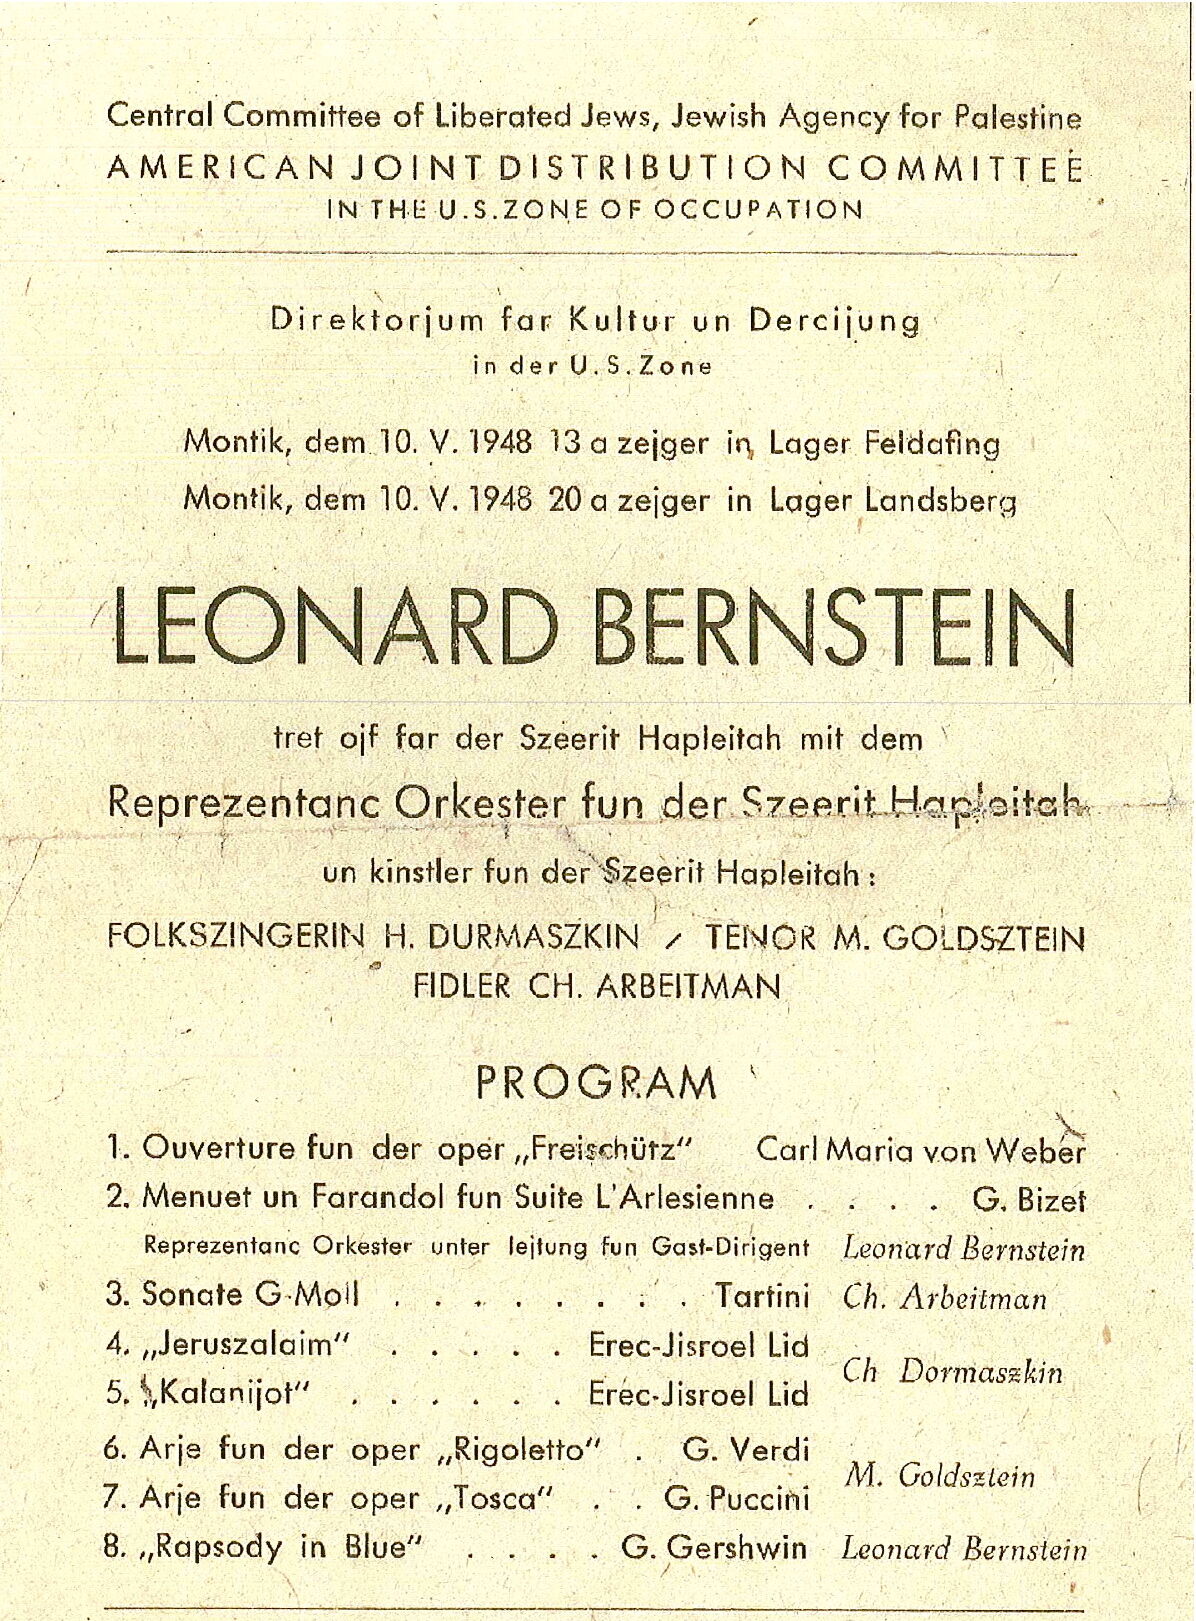 Central Committee of Liberated Jews, Jewish Agency for Palestine
AMERICAN JOINT DISTRIBUTION COMMITTEE
IN THE U.S. ZONE OF OCCUPATION
Direktorjum far Kultur un Dercijung
in der U.S. Zone
Montik, dem 10. V. 1948 13 a zejger in Lager Feldafing
Montik, dem 10. V. 1948 20 a zejger in Lager Landsberg
LEONARD BERNSTEIN
tret ojf far der Szeerit Hapleitah mit dem
Reprezentanc Orkester fun der Szeerit Hapleitah
un kinstler fun der Szeerit Hapleitah:
FOLKSZINGERIN H. DURMASZKIN / TENOR M. GOLDSZTEIN
FIDLER CH. ARBEITMAN
PROGRAM
1. Ouverture fun der oper „Freischütz“ Carl Maria von Weber
2. Menuet un Farandol fun Suite L'Arlesienne . . . . G. Bizet
Reprezentanc Orkester unter lejtung fun Gast-Dirigent Leonard Bernstein
3. Sonate G-Moll . . . . . . . . Tartini Ch. Arbeitman
4. „Jeruszalaim“ . . . . . Erec-Jisroel Lid
Ch Dormaszkin
5. „Kalanijot“ . . . . . . Erec-Jisroel Lid
6. Arje fun der oper „Rigoletto“ . G. Verdi
M. Goldsztein
7. Arje fun der oper „Tosca“ . . G. Puccini
8. „Rapsody in Blue“ . . . . G. Gershwin Leonard Bernstein